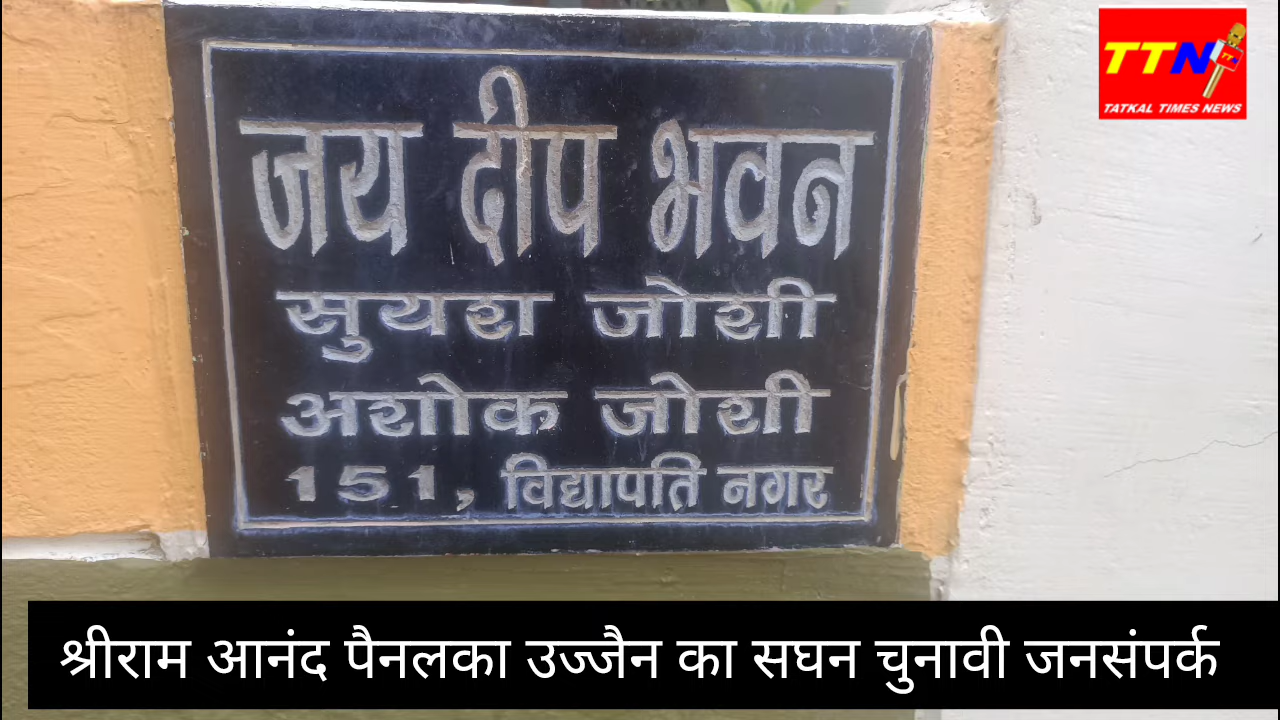 TTN
TATKAL TIMES NEWS
जय दीप भवन
सुयश जोशी
अशोक जोशी
151, विद्यापति नगर
श्रीराम आनंद पैनलका उज्जैन का सघन चुनावी जनसंपर्क